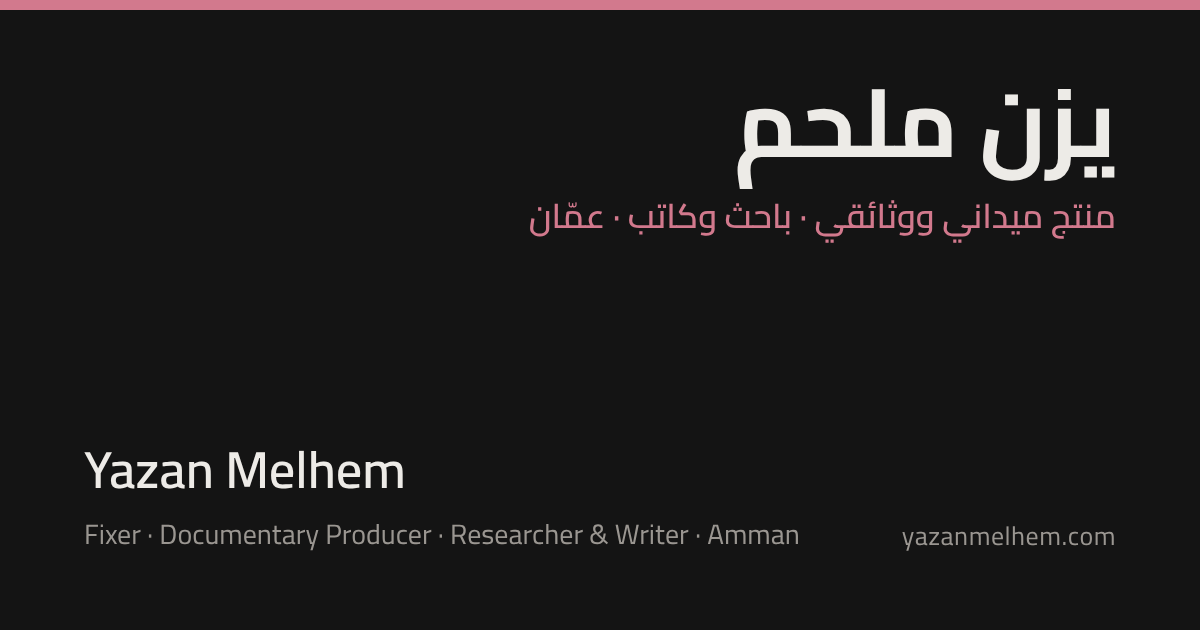 يزن ملحم
منتج ميداني ووثائقي · باحث وكاتب · عمّان
Yazan Melhem
Fixer · Documentary Producer · Researcher & Writer · Amman
yazanmelhem.com